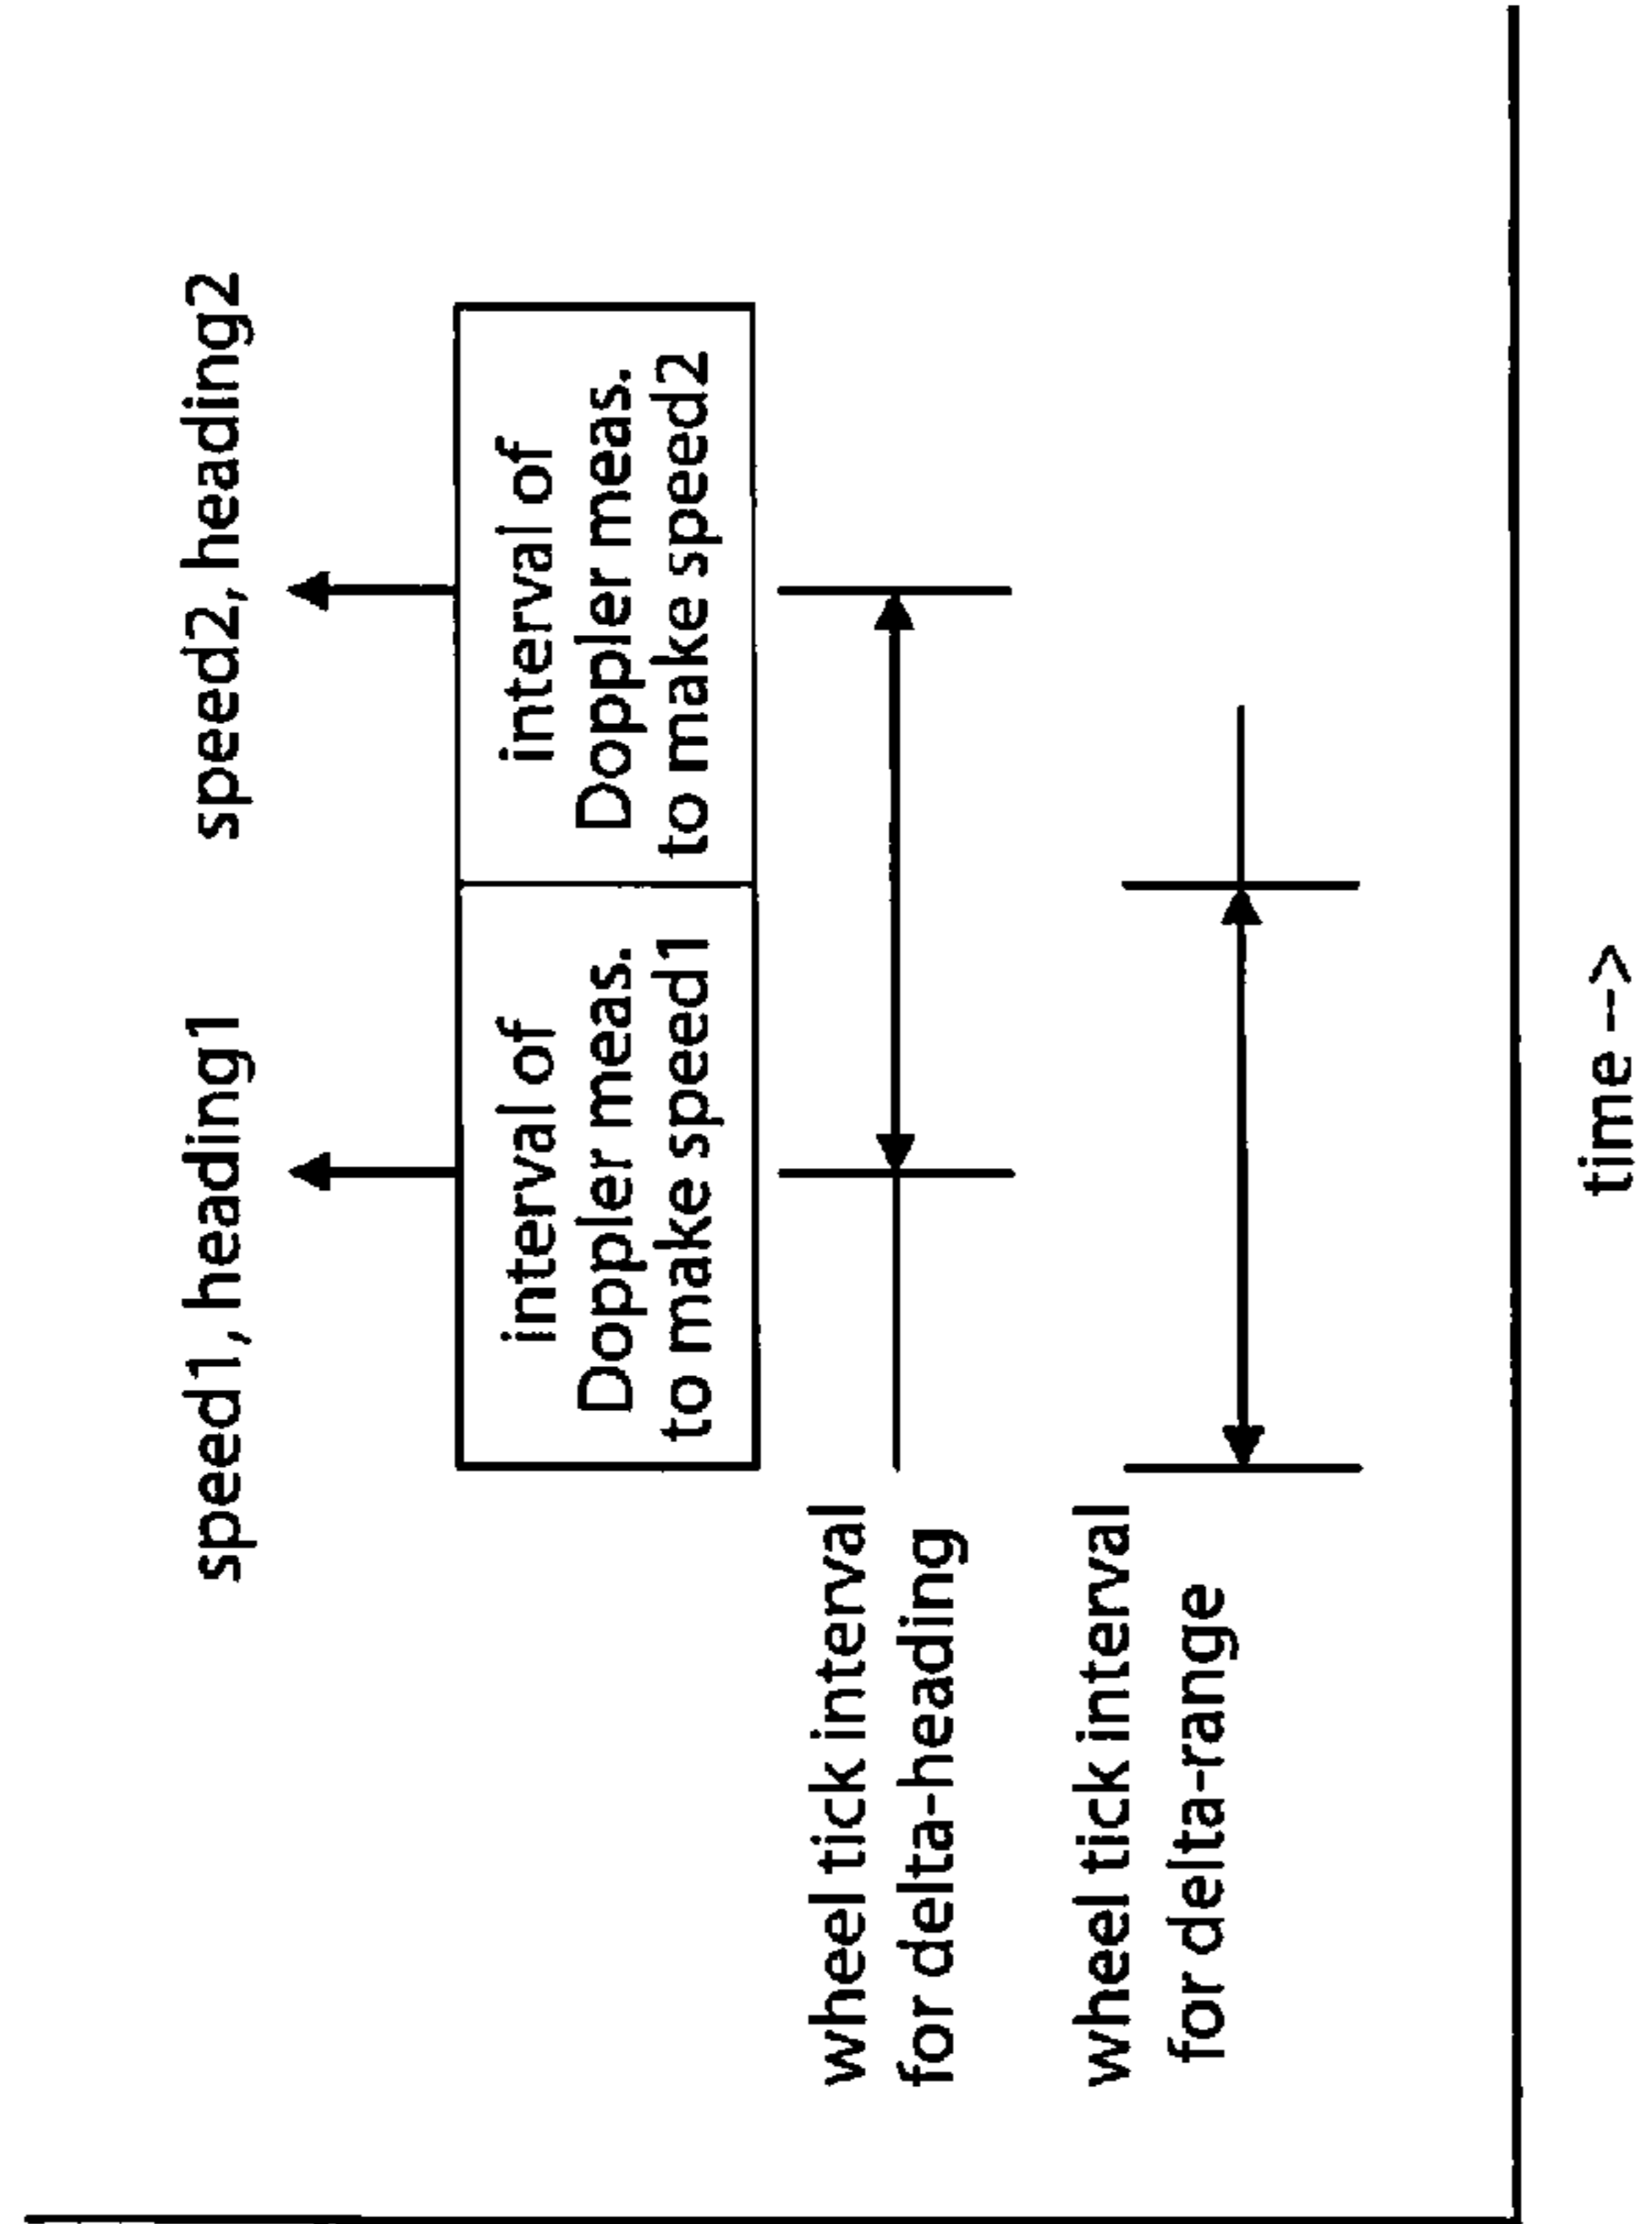 speed1, heading1
speed2, heading2
interval of
Doppler meas.
to make speed1
interval of
Doppler meas.
to make speed2
wheel tick interval
for delta-heading
wheel tick interval
for delta-range
time -->